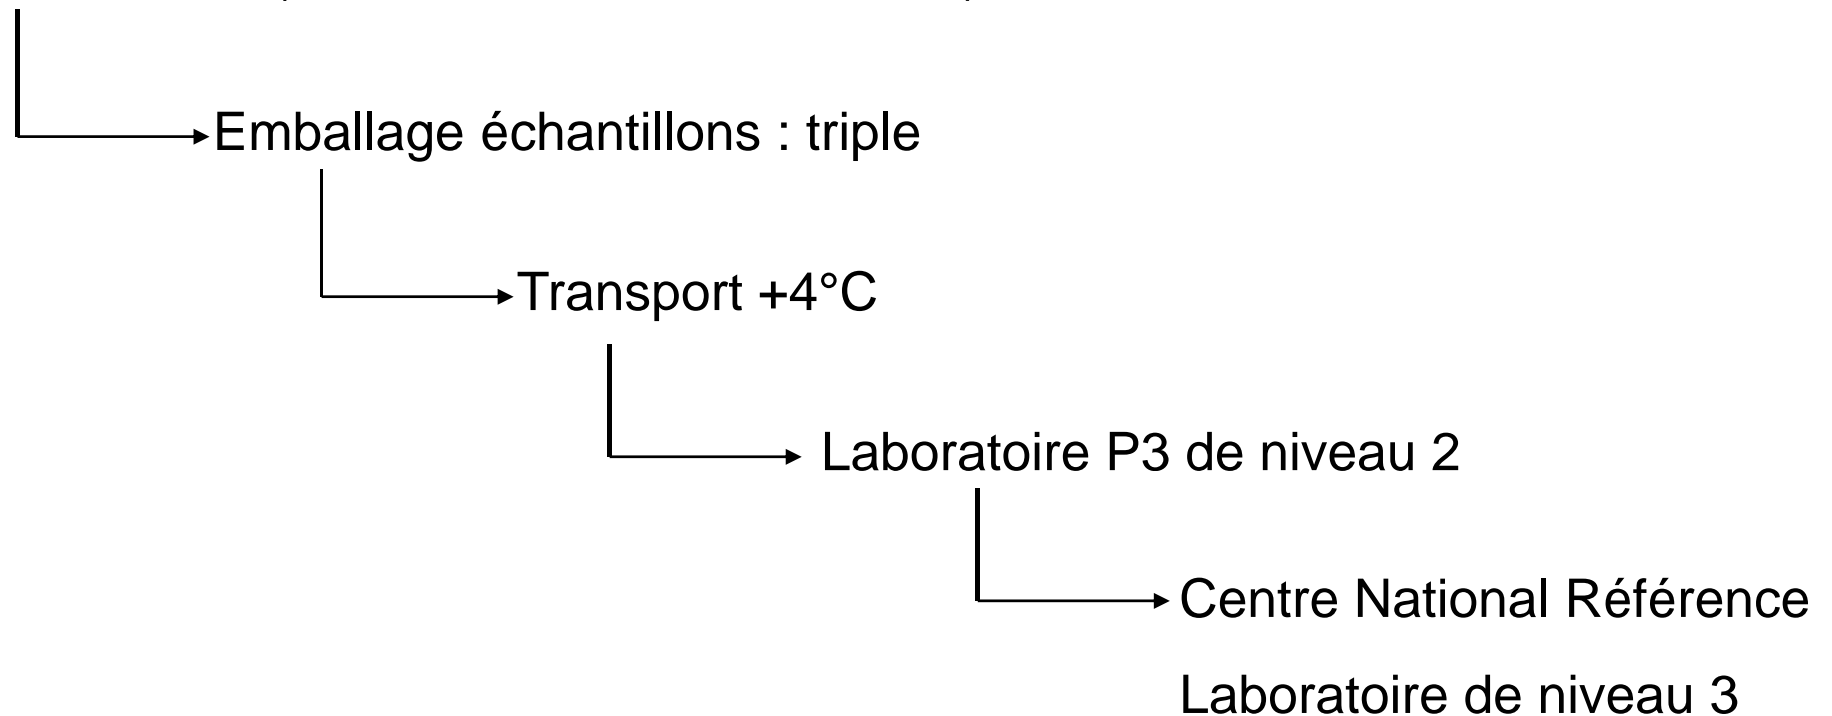 Emballage échantillons : triple
Transport +4°C
Laboratoire P3 de niveau 2
Centre National Référence
Laboratoire de niveau 3